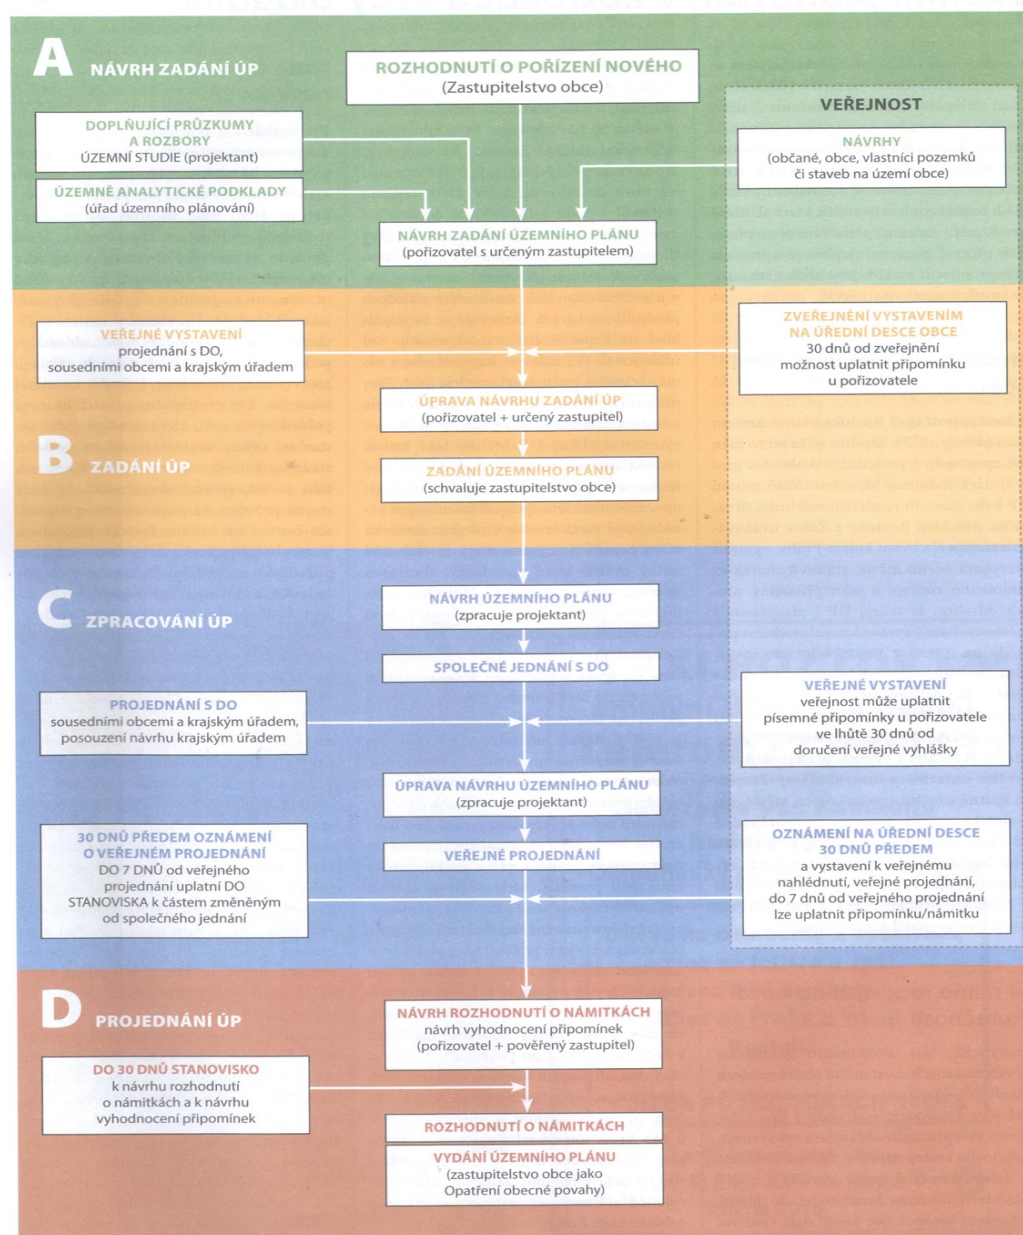 A NÁVRH ZADÁNÍ ÚP
ROZHODNUTÍ O POŘÍZENÍ NOVÉHO
(Zastupitelstvo obce)
VEŘEJNOST
DOPLŇUJÍCÍ PRŮZKUMY
A ROZBORY
ÚZEMNÍ STUDIE (projektant)
NÁVRHY
(občané, obce, vlastníci pozemků
či staveb na území obce)
ÚZEMNĚ ANALYTICKÉ PODKLADY
(úřad územního plánování)
NÁVRH ZADÁNÍ ÚZEMNÍHO PLÁNU
(pořizovatel s určeným zastupitelem)
VEŘEJNÉ VYSTAVENÍ
projednání s DO,
sousedními obcemi a krajským úřadem
ZVEŘEJNĚNÍ VYSTAVENÍM
NA ÚŘEDNÍ DESCE OBCE
30 dnů od zveřejnění
možnost uplatnit připomínku
u pořizovatele
ÚPRAVA NÁVRHU ZADÁNÍ ÚP
(pořizovatel + určený zastupitel)
B ZADÁNÍ ÚP
ZADÁNÍ ÚZEMNÍHO PLÁNU
(schvaluje zastupitelstvo obce)
C ZPRACOVÁNÍ ÚP
NÁVRH ÚZEMNÍHO PLÁNU
(zpracuje projektant)
SPOLEČNÉ JEDNÁNÍ S DO
PROJEDNÁNÍ S DO
sousedními obcemi a krajským úřadem,
posouzení návrhu krajským úřadem
VEŘEJNÉ VYSTAVENÍ
veřejnost může uplatnit
písemné připomínky u pořizovatele
ve lhůtě 30 dnů od
doručení veřejné vyhlášky
ÚPRAVA NÁVRHU ÚZEMNÍHO PLÁNU
(zpracuje projektant)
30 DNŮ PŘEDEM OZNÁMENÍ
O VEŘEJNÉM PROJEDNÁNÍ
DO 7 DNŮ od veřejného
projednání uplatní DO
STANOVISKA k částem změněným
od společného jednání
VEŘEJNÉ PROJEDNÁNÍ
OZNÁMENÍ NA ÚŘEDNÍ DESCE
30 DNŮ PŘEDEM
a vystavení k veřejnému
nahlédnutí, veřejné projednání,
do 7 dnů od veřejného projednání
lze uplatnit připomínku/námitku
D PROJEDNÁNÍ ÚP
NÁVRH ROZHODNUTÍ O NÁMITKÁCH
návrh vyhodnocení připomínek
(pořizovatel + pověřený zastupitel)
DO 30 DNŮ STANOVISKO
k návrhu rozhodnutí
o námitkách a k návrhu
vyhodnocení připomínek
ROZHODNUTÍ O NÁMITKÁCH
VYDÁNÍ ÚZEMNÍHO PLÁNU
(zastupitelstvo obce jako
Opatření obecné povahy)